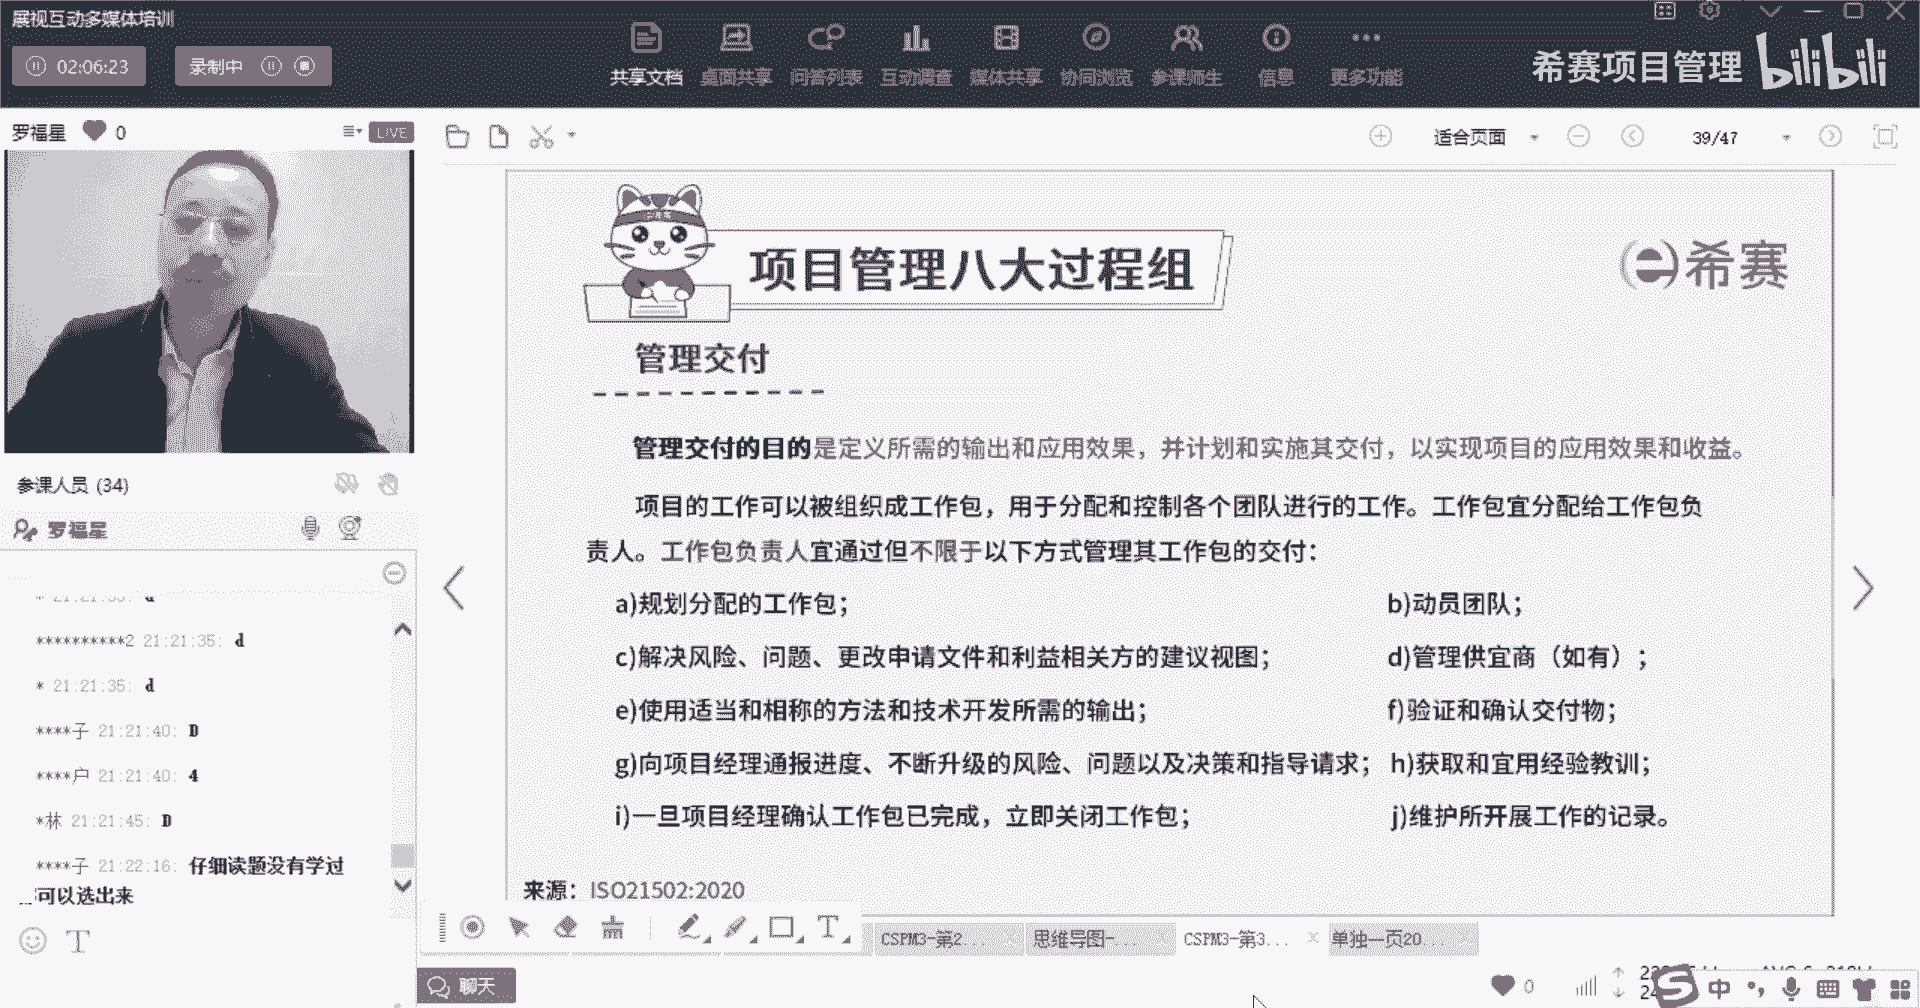 展视互动多媒体培训
02:06:23
录制中
共享文档 桌面共享 问答列表 互动调查 媒体共享 协同浏览 参课师生 信息 更多功能
希赛项目管理 bilibili
罗福星 0 LIVE
适合页面 39/47
参课人员 (34)
罗福星
**********2 21:21:35: d
* 21:21:35: d
****子 21:21:40: D
****户 21:21:40: 4
*林 21:21:45: D
****子 21:22:16: 仔细读题没有学过
可以选出来
项目管理八大过程组
希赛
管理交付
管理交付的目的是定义所需的输出和应用效果，并计划和实施其交付，以实现项目的应用效果和收益。
项目的工作可以被组织成工作包，用于分配和控制各个团队进行的工作。工作包宜分配给工作包负
责人。工作包负责人宜通过但不限于以下方式管理其工作包的交付：
a)规划分配的工作包； b)动员团队；
c)解决风险、问题、更改申请文件和利益相关方的建议视图； d)管理供宜商（如有）；
e)使用适当和相称的方法和技术开发所需的输出； f)验证和确认交付物；
g)向项目经理通报进度、不断升级的风险、问题以及决策和指导请求； h)获取和宜用经验教训；
i)一旦项目经理确认工作包已完成，立即关闭工作包； j)维护所开展工作的记录。
来源：ISO21502:2020
CSPM3-第2... 思维导图-... CSPM3-第3... 单独一页20...
聊天
0
中